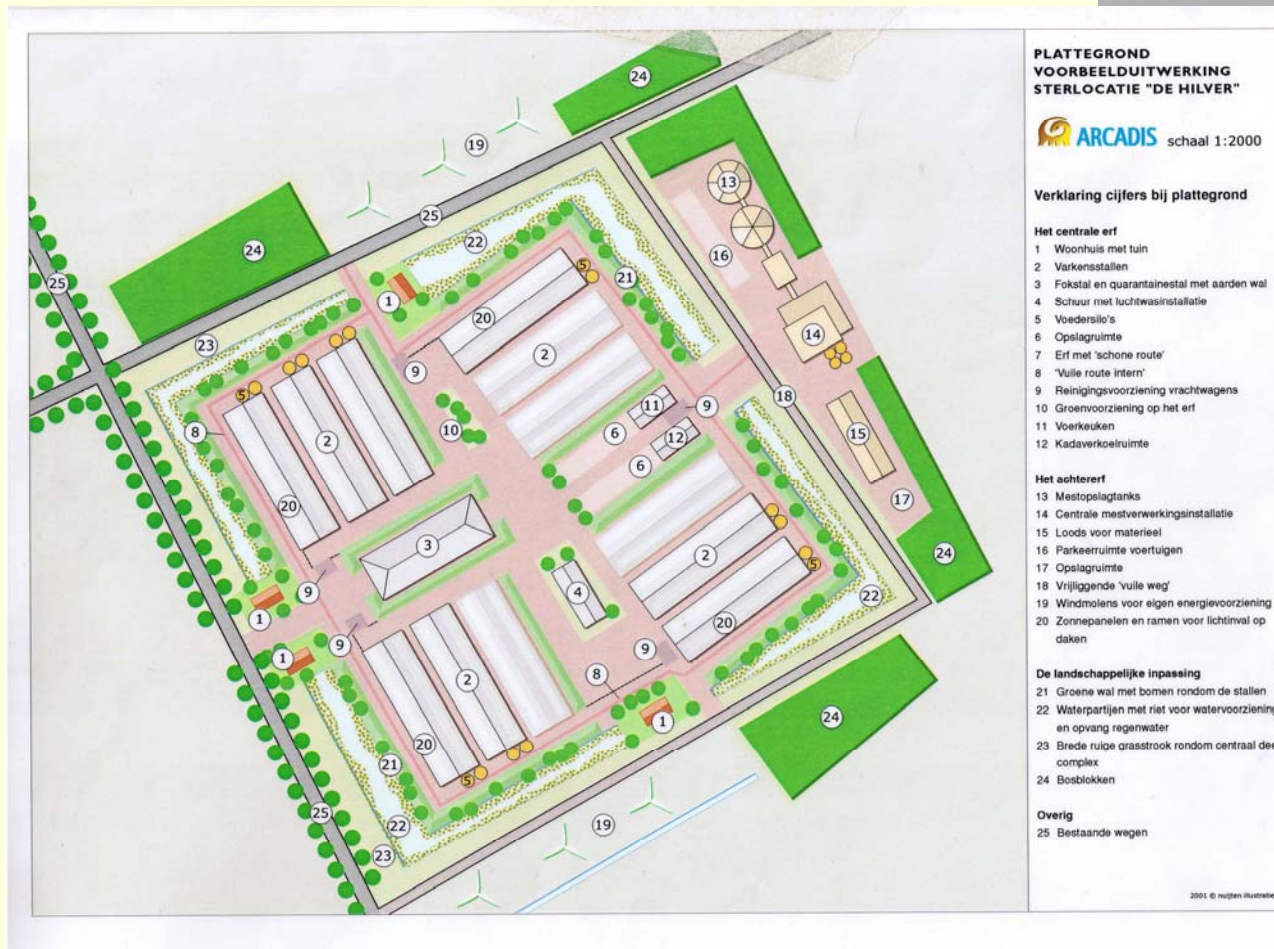 PLATTEGROND
VOORBEELDUITWERKING
STERLOCATIE "DE HILVER"
ARCADIS schaal 1:2000
Verklaring cijfers bij plattegrond
Het centrale erf
1 Woonhuis met tuin
2 Varkensstallen
3 Fokstal en quarantainestal met aarden wal
4 Schuur met luchtwasinstallatie
5 Voedersilo's
6 Opslagruimte
7 Erf met 'schone route'
8 'Vuile route intern'
9 Reinigingsvoorziening vrachtwagens
10 Groenvoorziening op het erf
11 Voerkeuken
12 Kadaverkoelruimte
Het achtererf
13 Mestopslagtanks
14 Centrale mestverwerkingsinstallatie
15 Loods voor materieel
16 Parkeerruimte voertuigen
17 Opslagruimte
18 Vrijliggende 'vuile weg'
19 Windmolens voor eigen energievoorziening
20 Zonnepanelen en ramen voor lichtinval op
daken
De landschappelijke inpassing
21 Groene wal met bomen rondom de stallen
22 Waterpartijen met riet voor watervoorziening
en opvang regenwater
23 Brede ruige grasstrook rondom centraal dee
complex
24 Bosblokken
Overig
25 Bestaande wegen
2001 © nuijten illustratie
24
19
13
25
24
22
16
21
5
1
25
20
23
2
14
9
5
11
9
18
8
2
10
6
12
15
6
20
17
3
2
24
9
4
5
22
1
9
20
1
9
2
8
1
24
20
21
5
22
25
19
23